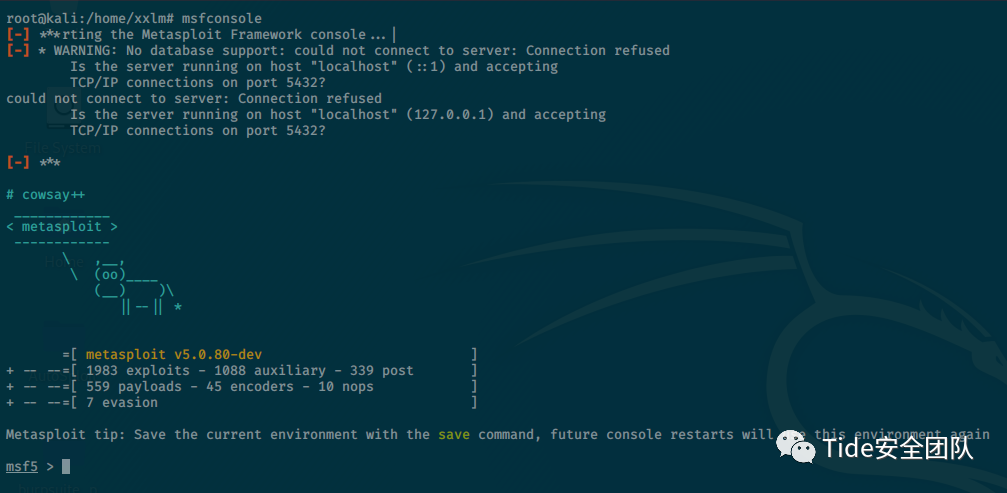 root@kali:/home/xxlm# msfconsole
[-] ***rting the Metasploit Framework console...|
[-] * WARNING: No database support: could not connect to server: Connection refused
Is the server running on host "localhost" (::1) and accepting
TCP/IP connections on port 5432?
could not connect to server: Connection refused
Is the server running on host "localhost" (127.0.0.1) and accepting
TCP/IP connections on port 5432?
[-] ***
# cowsay++
____________
< metasploit >
------------
\   ,__,
\  (oo)____
(__)    )\
||--|| *
=[ metasploit v5.0.80-dev ]
+ -- --=[ 1983 exploits - 1088 auxiliary - 339 post ]
+ -- --=[ 559 payloads - 45 encoders - 10 nops ]
+ -- --=[ 7 evasion ]
Metasploit tip: Save the current environment with the save command, future console restarts will this environment again
msf5 >
Tide安全团队
File System